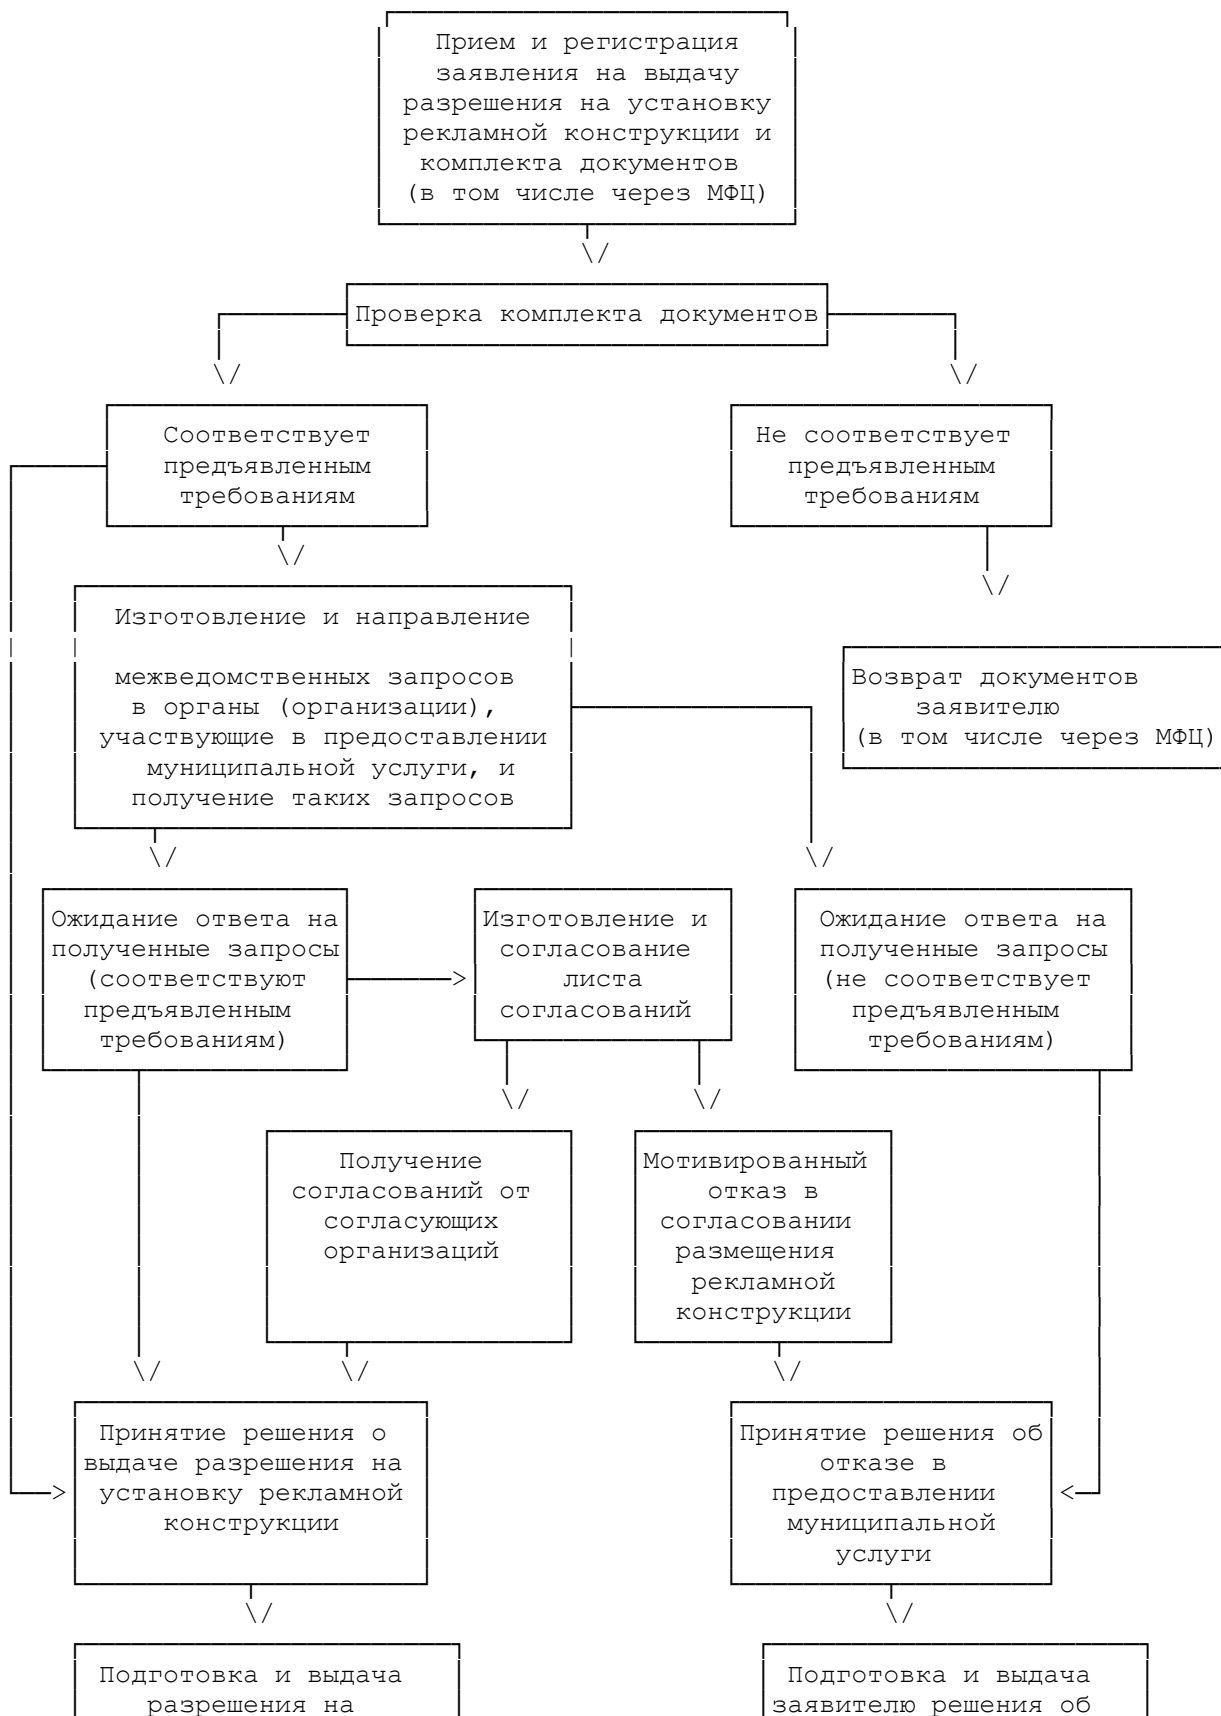 Прием и регистрация
заявления на выдачу
разрешения на установку
рекламной конструкции и
комплекта документов
(в том числе через МФЦ)
Проверка комплекта документов
Соответствует
предъявленным
требованиям
Не соответствует
предъявленным
требованиям
Изготовление и направление
межведомственных запросов
в органы (организации),
участвующие в предоставлении
муниципальной услуги, и
получение таких запросов
Возврат документов
заявителю
(в том числе через МФЦ)
Ожидание ответа на
полученные запросы
(соответствуют
предъявленным
требованиям)
Изготовление и
согласование
листа
согласований
Ожидание ответа на
полученные запросы
(не соответствует
предъявленным
требованиям)
Получение
согласований от
согласующих
организаций
Мотивированный
отказ в
согласовании
размещения
рекламной
конструкции
Принятие решения о
выдаче разрешения на
установку рекламной
конструкции
Принятие решения об
отказе в
предоставлении
муниципальной
услуги
Подготовка и выдача
разрешения на
Подготовка и выдача
заявителю решения об